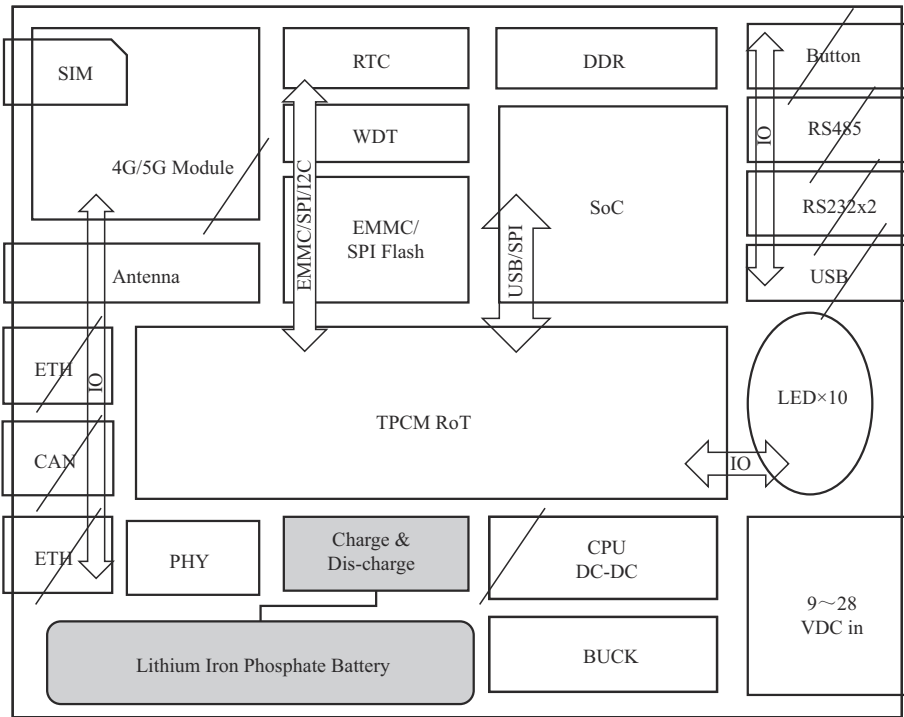 SIM
4G/5G Module
Antenna
ETH
CAN
ETH
IO
RTC
WDT
EMMC/
SPI Flash
EMMC/SPI/I2C
DDR
SoC
USB/SPI
Button
RS485
RS232x2
USB
IO
TPCM RoT
LED×10
IO
PHY
Charge &
Dis-charge
CPU
DC-DC
9～28
VDC in
Lithium Iron Phosphate Battery
BUCK